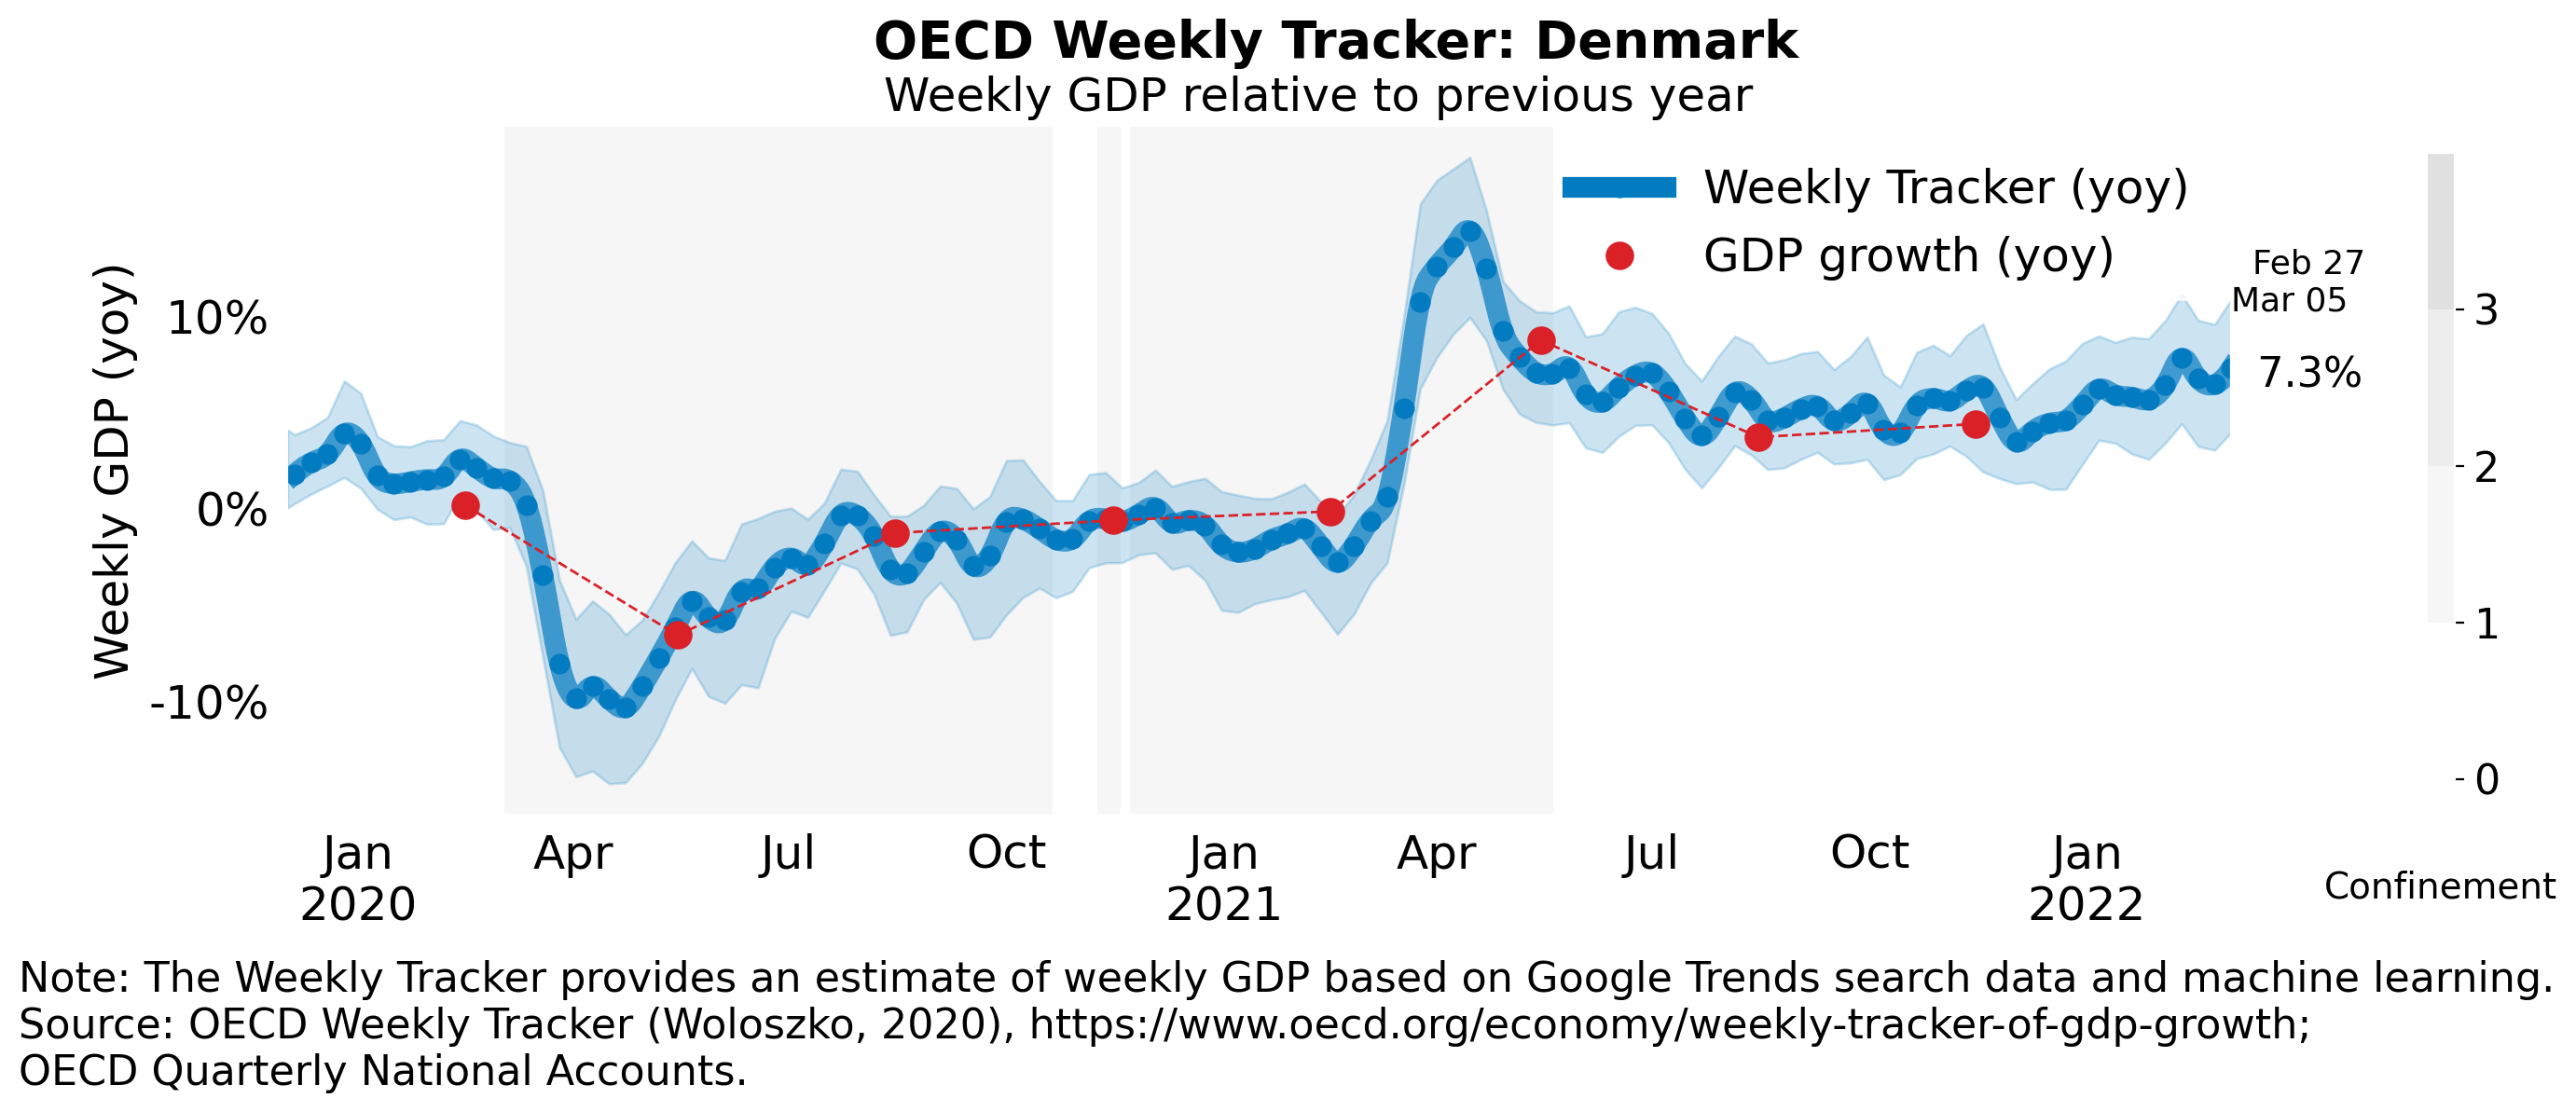 OECD Weekly Tracker: Denmark
Weekly GDP relative to previous year
Weekly Tracker (yoy)
GDP growth (yoy)
Feb 27
Mar 05
7.3%
Weekly GDP (yoy)
10%
0%
-10%
3
2
1
0
Jan Apr Jul Oct Jan Apr Jul Oct Jan
2020 2021 2022
Confinement
Note: The Weekly Tracker provides an estimate of weekly GDP based on Google Trends search data and machine learning.
Source: OECD Weekly Tracker (Woloszko, 2020), https://www.oecd.org/economy/weekly-tracker-of-gdp-growth;
OECD Quarterly National Accounts.